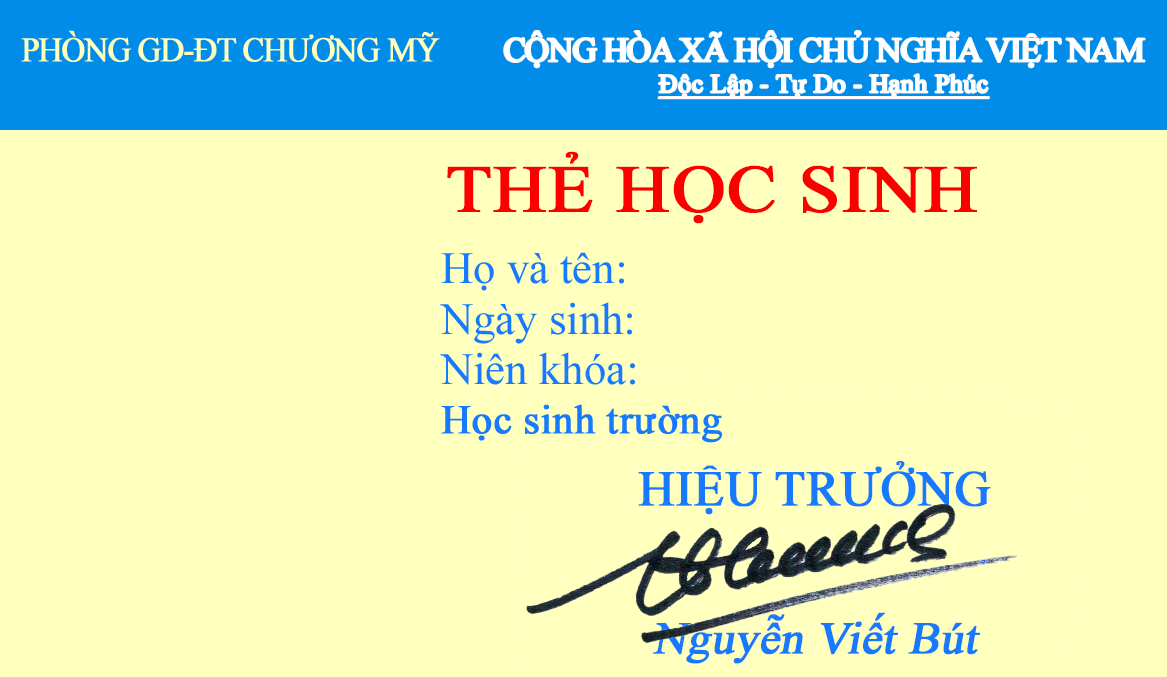 PHÒNG GD-ĐT CHƯƠNG MỸ
CỘNG HÒA XÃ HỘI CHỦ NGHĨA VIỆT NAM
Độc Lập - Tự Do - Hạnh Phúc
THẺ HỌC SINH
Họ và tên:
Ngày sinh:
Niên khóa:
Học sinh trường
HIỆU TRƯỞNG
Nguyễn Viết Bút